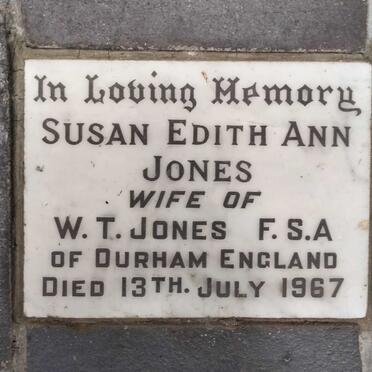 In Loving Memory
SUSAN EDITH ANN
JONES
WIFE OF
W. T. JONES F. S. A
OF DURHAM ENGLAND
DIED 13TH. JULY 1967